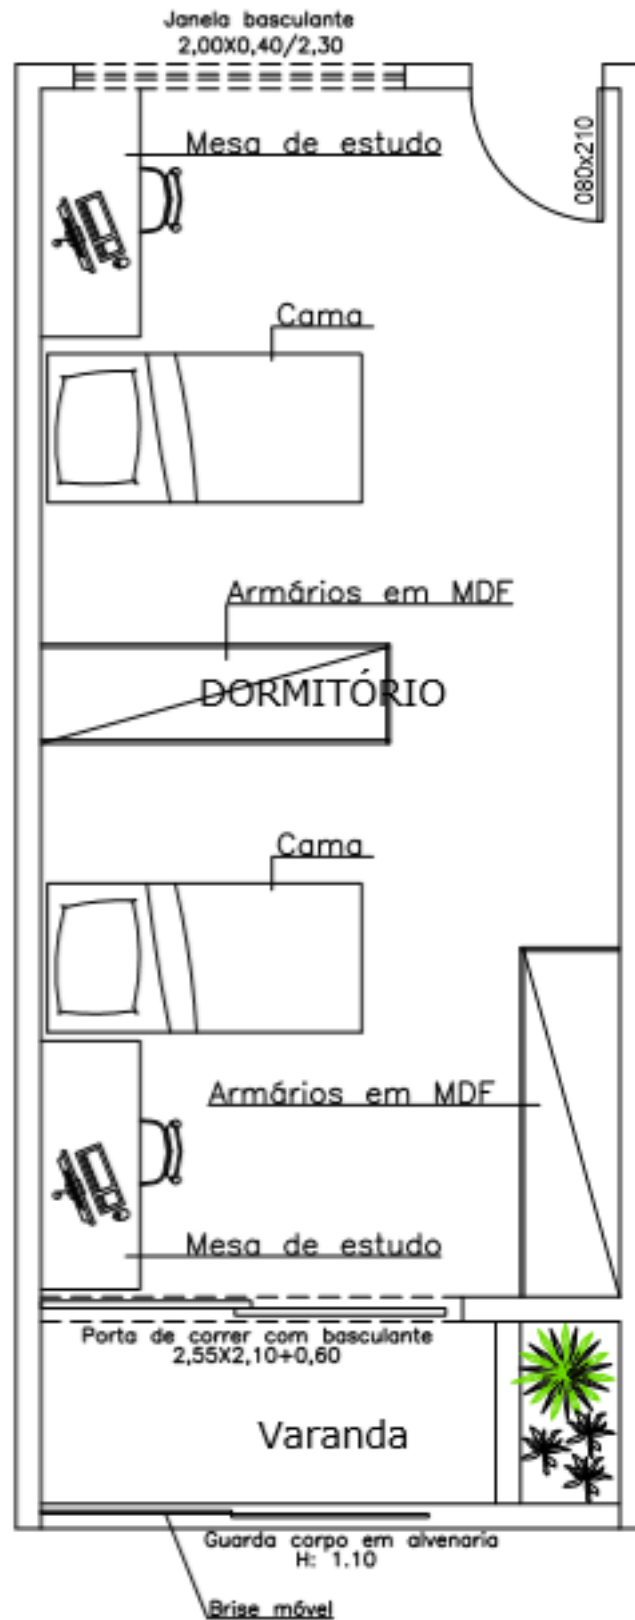 Janela basculante
2,00X0,40/2,30
Mesa de estudo
080x210
Cama
Armários em MDF
DORMITÓRIO
Cama
Armários em MDF
Mesa de estudo
Porta de correr com basculante
2,55X2,10+0,60
Varanda
Guarda corpo em alvenaria
H: 1.10
Brise móvel